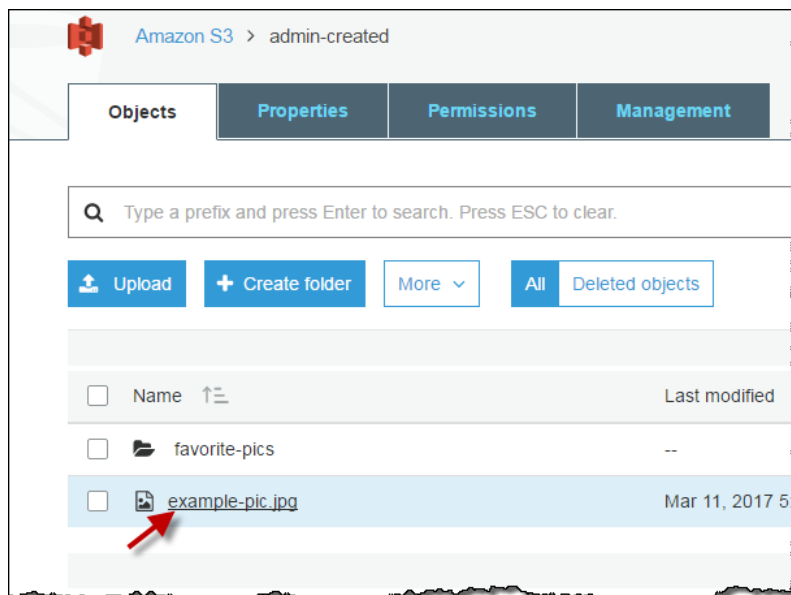 Amazon S3 > admin-created
Objects Properties Permissions Management
Type a prefix and press Enter to search. Press ESC to clear.
Upload Create folder More All Deleted objects
Name Last modified
favorite-pics --
example-pic.jpg Mar 11, 2017 5: